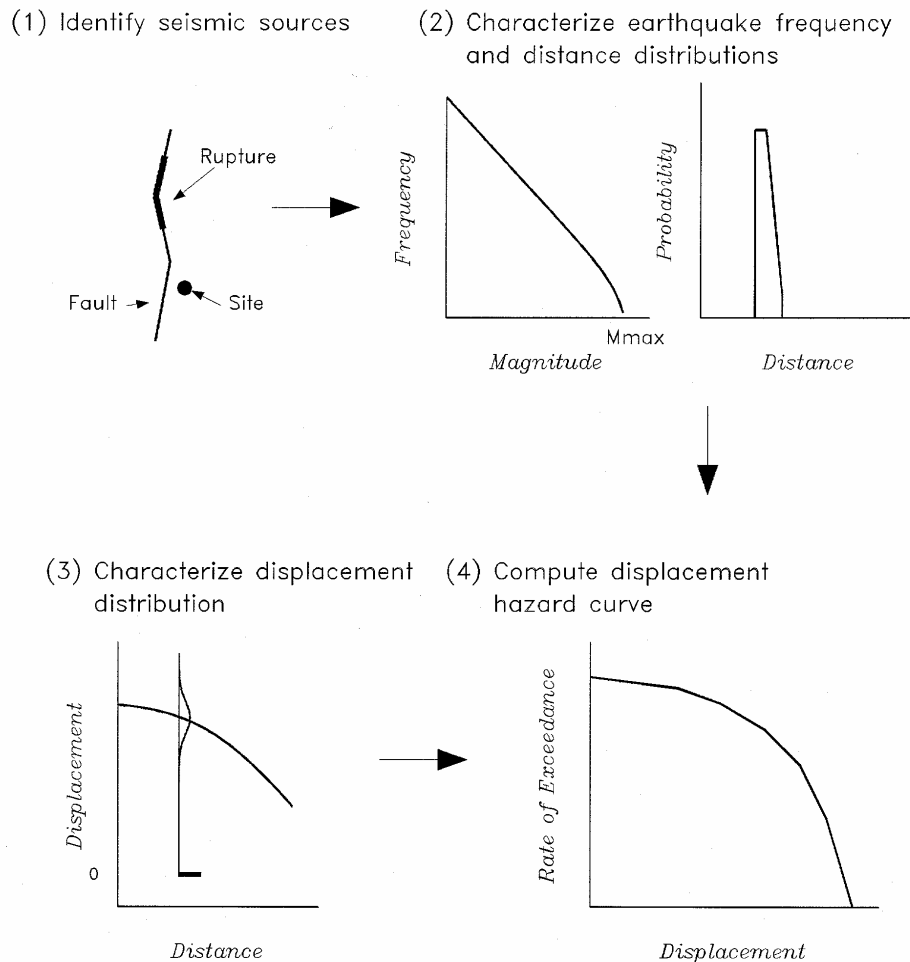 (1) Identify seismic sources
Rupture
Fault
Site
(2) Characterize earthquake frequency
and distance distributions
Frequency
Mmax
Magnitude
Probability
Distance
(3) Characterize displacement
distribution
Displacement
0
Distance
(4) Compute displacement
hazard curve
Rate of Exceedance
Displacement